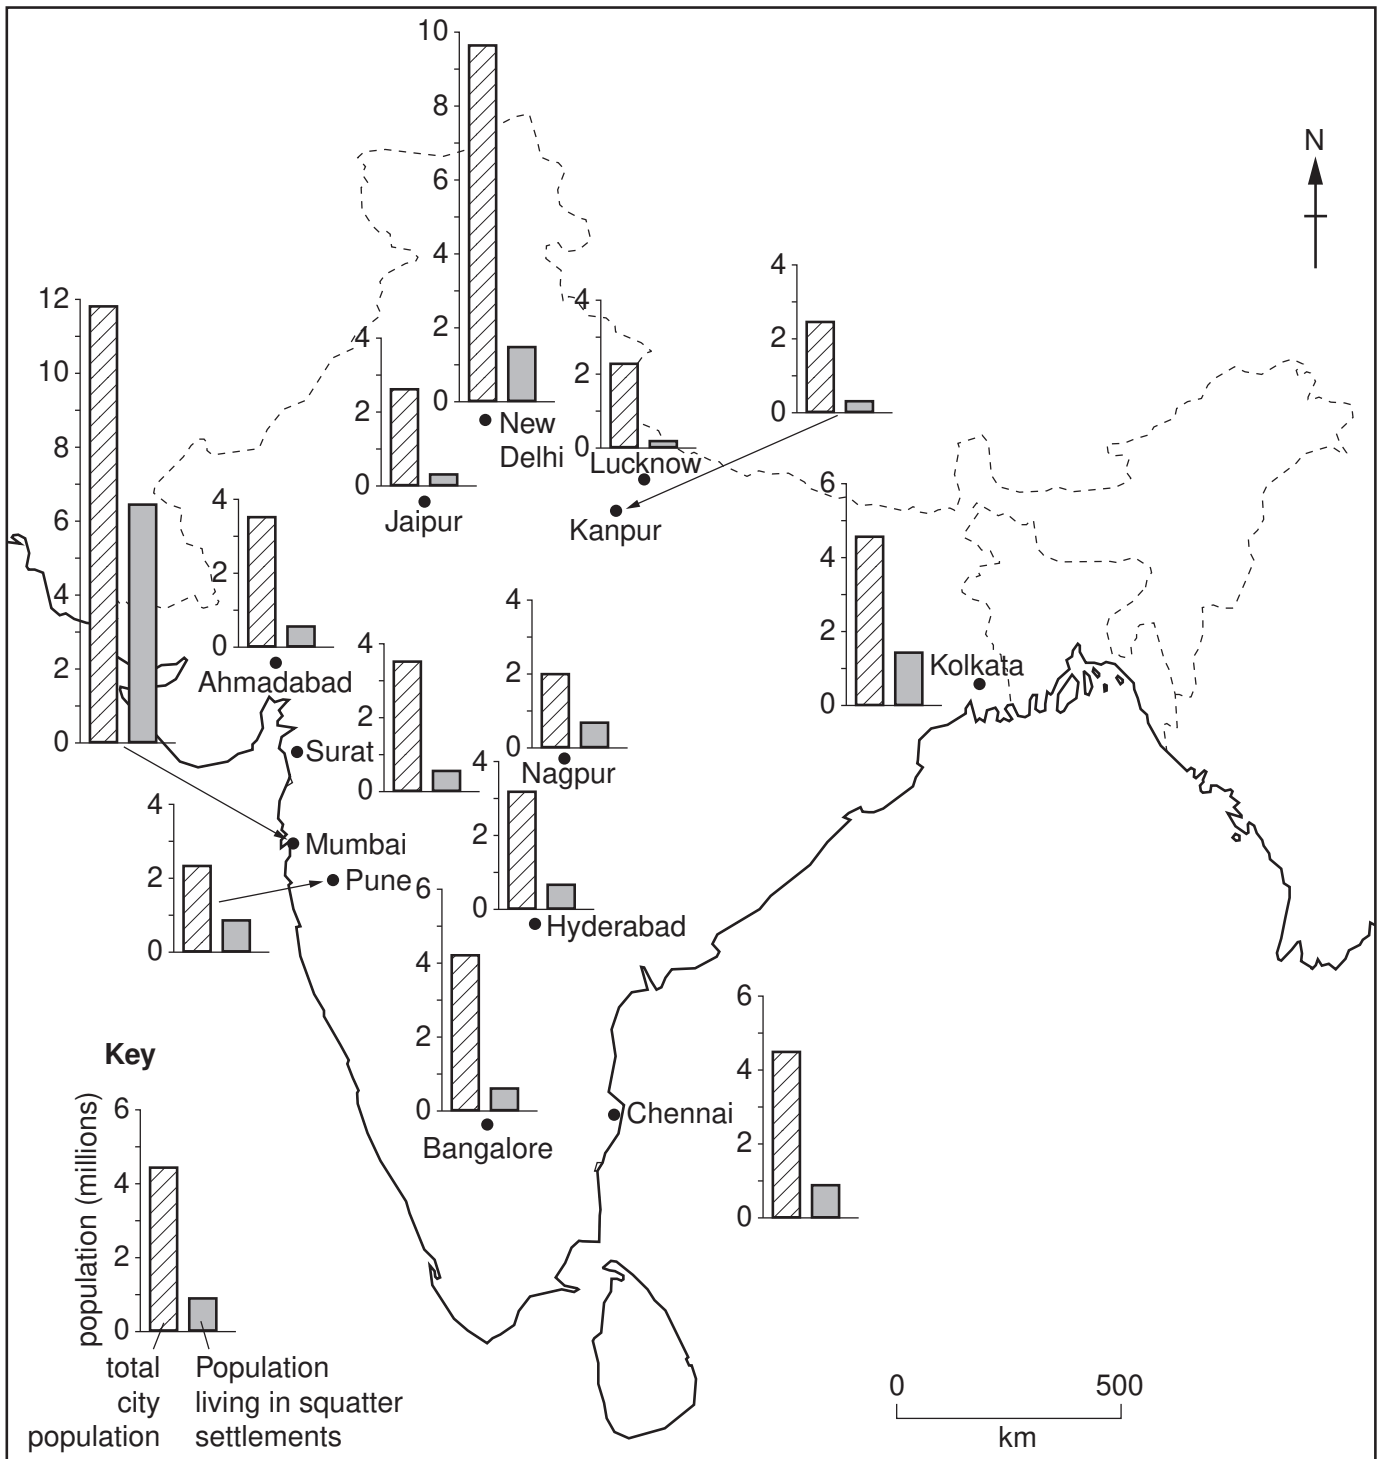 10
8
6
4
2
0
New
Delhi
N
4
2
0
Kanpur
4
2
0
Lucknow
4
2
0
Jaipur
12
10
8
6
4
2
0
Mumbai
4
2
0
Ahmadabad
6
4
2
0
Kolkata
4
2
0
Surat
4
2
0
Nagpur
4
2
0
Hyderabad
4
2
0
Pune
6
4
2
0
Bangalore
6
4
2
0
Chennai
Key
population (millions)
6
4
2
0
total
city
population
Population
living in squatter
settlements
0 500
km